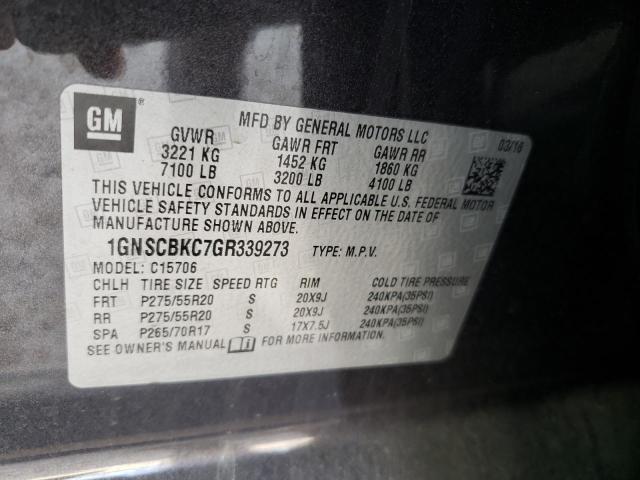 GM ®
MFD BY GENERAL MOTORS LLC 03/16
GVWR GAWR FRT GAWR RR
3221 KG 1452 KG 1860 KG
7100 LB 3200 LB 4100 LB
THIS VEHICLE CONFORMS TO ALL APPLICABLE U.S. FEDERAL MOTOR
VEHICLE SAFETY STANDARDS IN EFFECT ON THE DATE OF
MANUFACTURE SHOWN ABOVE.
1GNSCBKC7GR339273 TYPE: M.P.V.
MODEL: C15706
CHLH TIRE SIZE SPEED RTG RIM COLD TIRE PRESSURE
FRT P275/55R20 S 20X9J 240KPA(35PSI)
RR P275/55R20 S 20X9J 240KPA(35PSI)
SPA P265/70R17 S 17X7.5J 240KPA(35PSI)
SEE OWNER'S MANUAL FOR MORE INFORMATION.